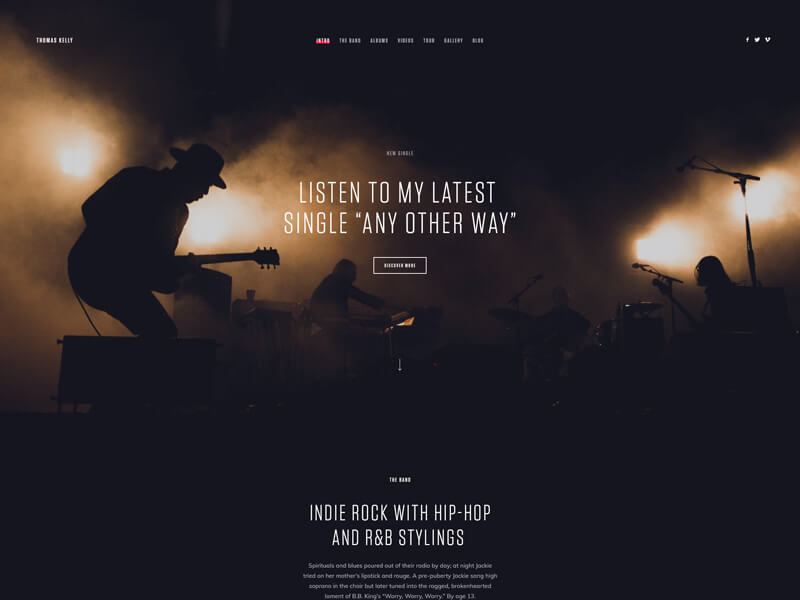 THOMAS KELLY
INTRO THE BAND ALBUMS VIDEOS TOUR GALLERY BLOG
NEW SINGLE
LISTEN TO MY LATEST
SINGLE “ANY OTHER WAY”
DISCOVER MORE
THE BAND
INDIE ROCK WITH HIP-HOP
AND R&B STYLINGS
Spirituals and blues poured out of their radio by day; at night Jackie
tried on her mother's lipstick and rouge. A pre-puberty Jackie sang high
soprano in the choir but later tuned into the ragged, brokenhearted
lament of B.B. King's “Worry, Worry, Worry.” By age 13,